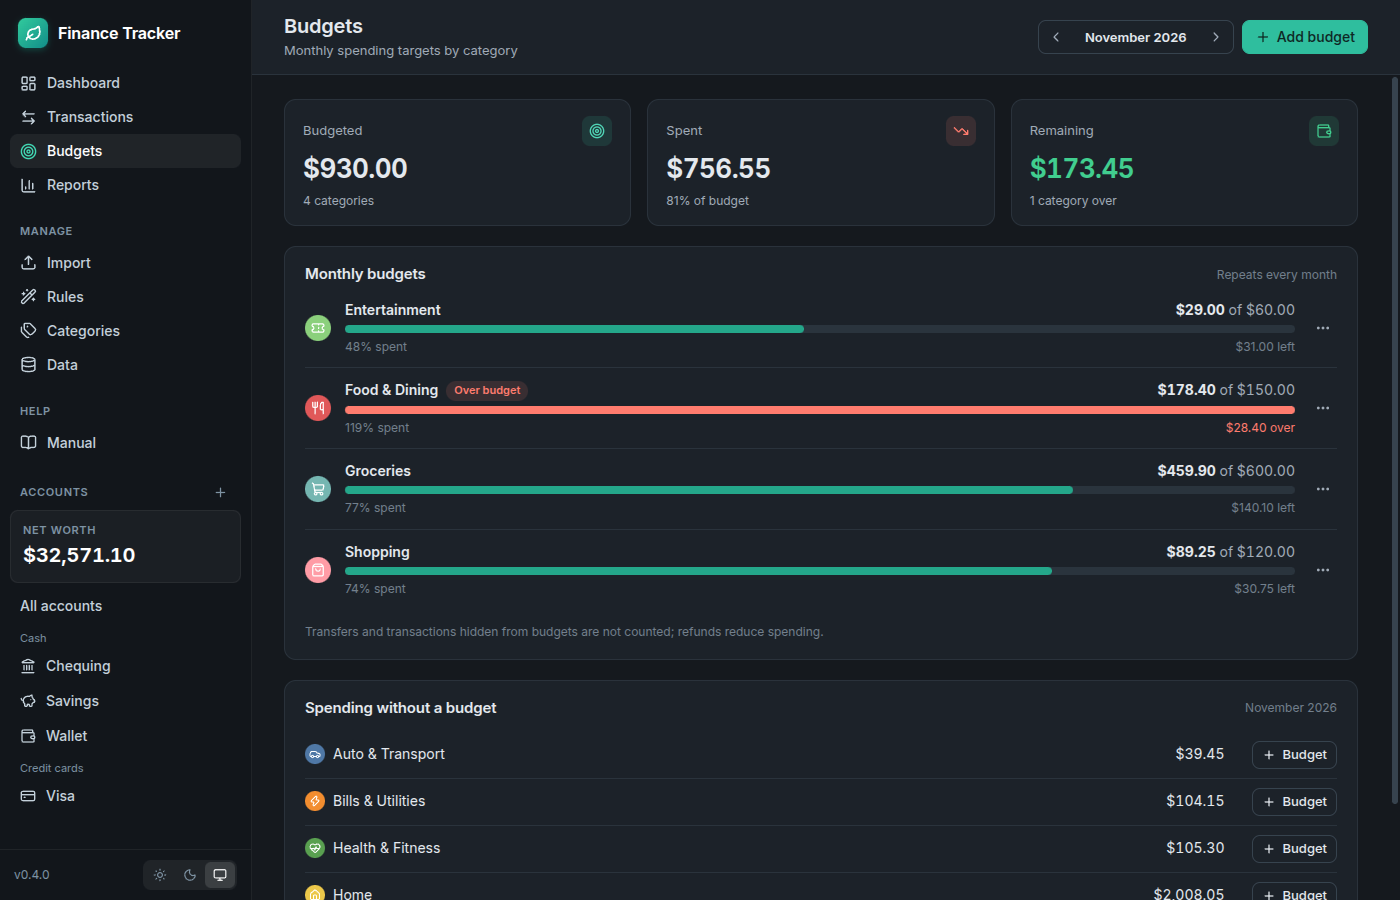 Finance Tracker
Dashboard
Transactions
Budgets
Reports
MANAGE
Import
Rules
Categories
Data
HELP
Manual
ACCOUNTS
NET WORTH
$32,571.10
All accounts
Cash
Chequing
Savings
Wallet
Credit cards
Visa
v0.4.0
Budgets
Monthly spending targets by category
November 2026
Add budget
Budgeted
$930.00
4 categories
Spent
$756.55
81% of budget
Remaining
$173.45
1 category over
Monthly budgets
Repeats every month
Entertainment
$29.00 of $60.00
48% spent
$31.00 left
Food & Dining
Over budget
$178.40 of $150.00
119% spent
$28.40 over
Groceries
$459.90 of $600.00
77% spent
$140.10 left
Shopping
$89.25 of $120.00
74% spent
$30.75 left
Transfers and transactions hidden from budgets are not counted; refunds reduce spending.
Spending without a budget
November 2026
Auto & Transport
$39.45
Budget
Bills & Utilities
$104.15
Budget
Health & Fitness
$105.30
Budget
Home
$2,008.05
Budget